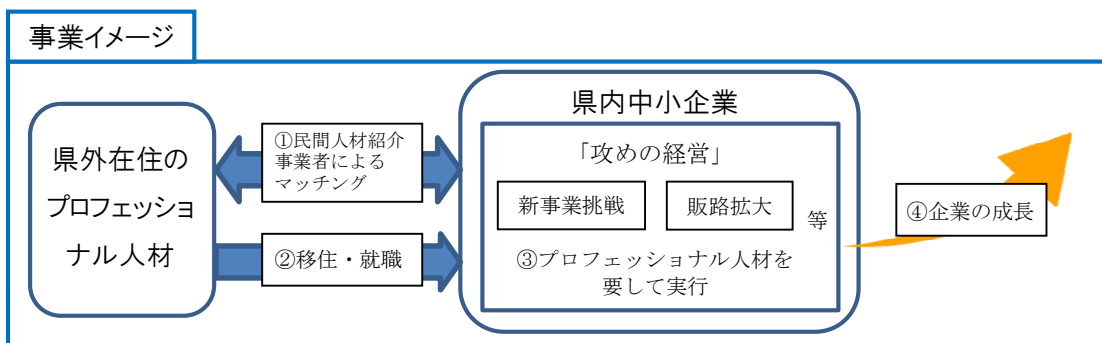 事業イメージ
県外在住の
プロフェッショ
ナル人材
①民間人材紹介
事業者による
マッチング
②移住・就職
県内中小企業
「攻めの経営」
新事業挑戦
販路拡大
等
③プロフェッショナル人材を
要して実行
④企業の成長